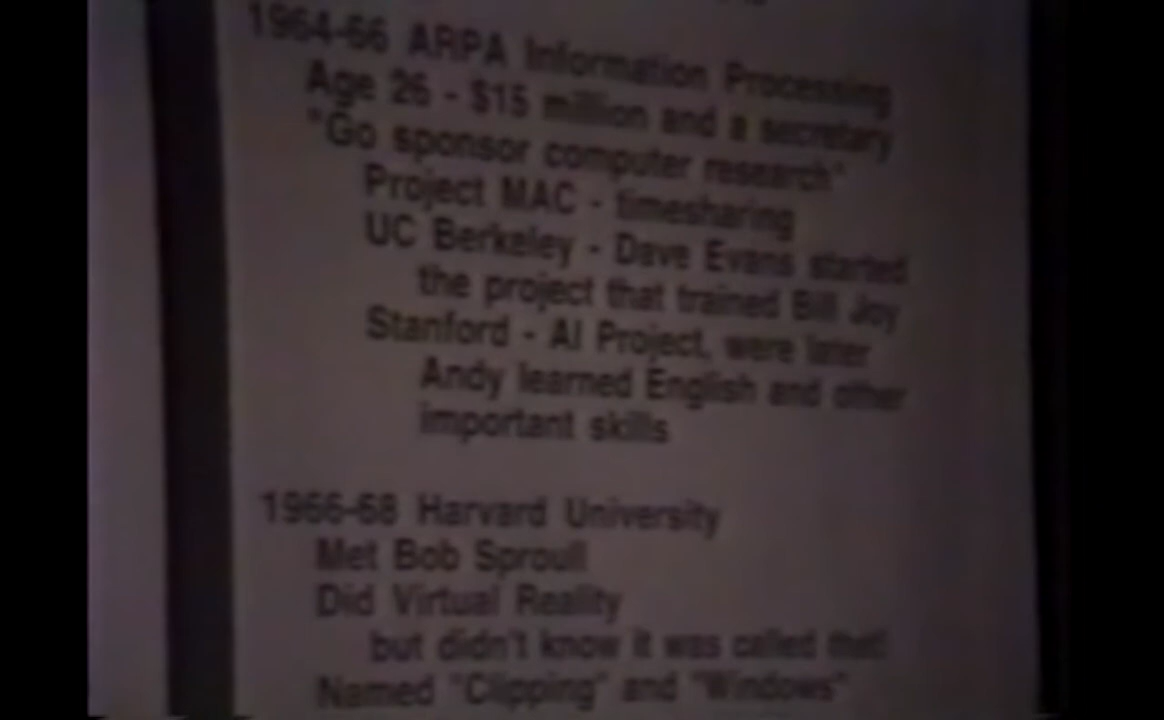 1964-66 ARPA Information Processing
Age 26 - $15 million and a secretary
"Go sponsor computer research"
Project MAC - timesharing
UC Berkeley - Dave Evans started
the project that trained Bill Joy
Stanford - AI Project, were later
Andy learned English and other
important skills
1966-68 Harvard University
Met Bob Sproull
Did Virtual Reality
but didn't know it was called that!
Named "Clipping" and "Windows"